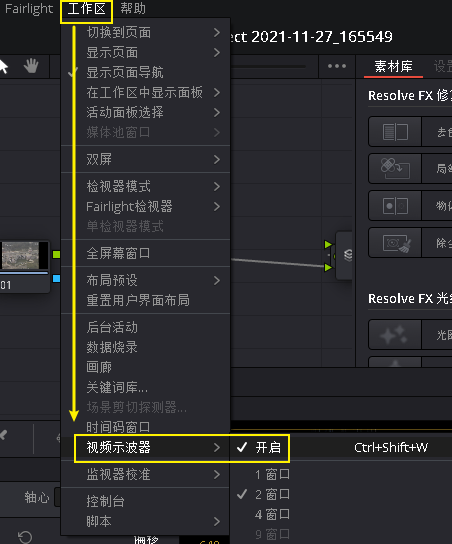 Fairlight 工作区 帮助
ect 2021-11-27_165549
切换到页面
显示页面
显示页面导航
在工作区中显示面板
活动面板选择
媒体池窗口
双屏
检视器模式
Fairlight检视器
单检视器模式
全屏幕窗口
布局预设
重置用户界面布局
后台活动
数据烧录
画廊
关键词库...
场景剪切探测器...
时间码窗口
视频示波器
监视器校准
控制台
脚本
开启 Ctrl+Shift+W
1 窗口
2 窗口
4 窗口
9 窗口
素材库 设置
Resolve FX 修
去色
局部
物体
除尘
Resolve FX 光线
光圈
01
轴心
偏移